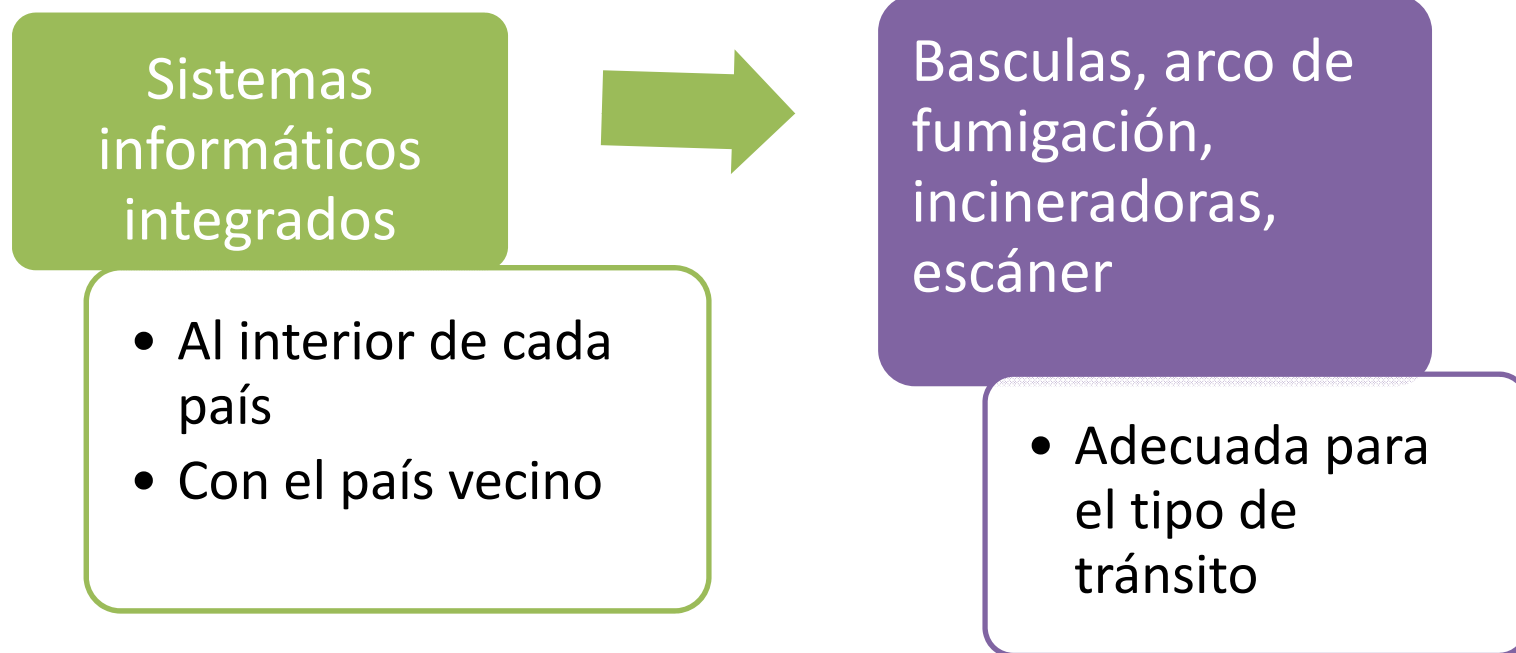 Sistemas
informáticos
integrados
• Al interior de cada
país
• Con el país vecino
Basculas, arco de
fumigación,
incineradoras,
escáner
• Adecuada para
el tipo de
tránsito